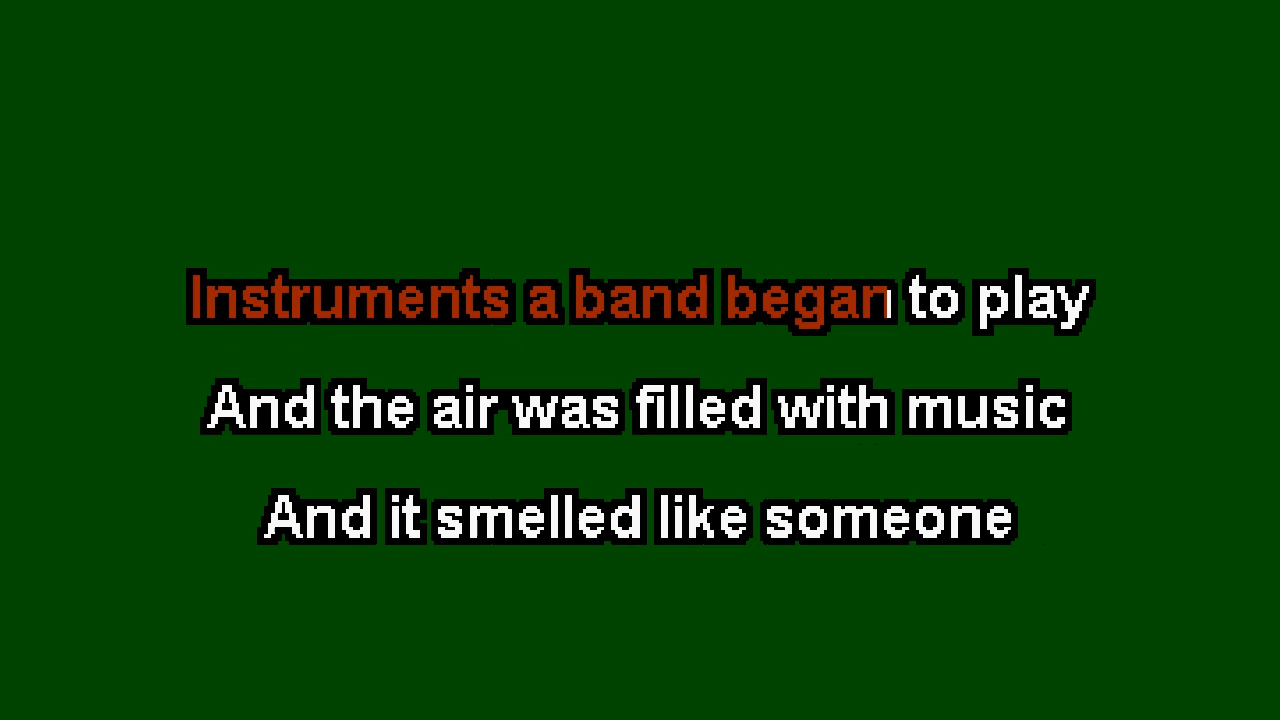 Instruments a band began to play
And the air was filled with music
And it smelled like someone